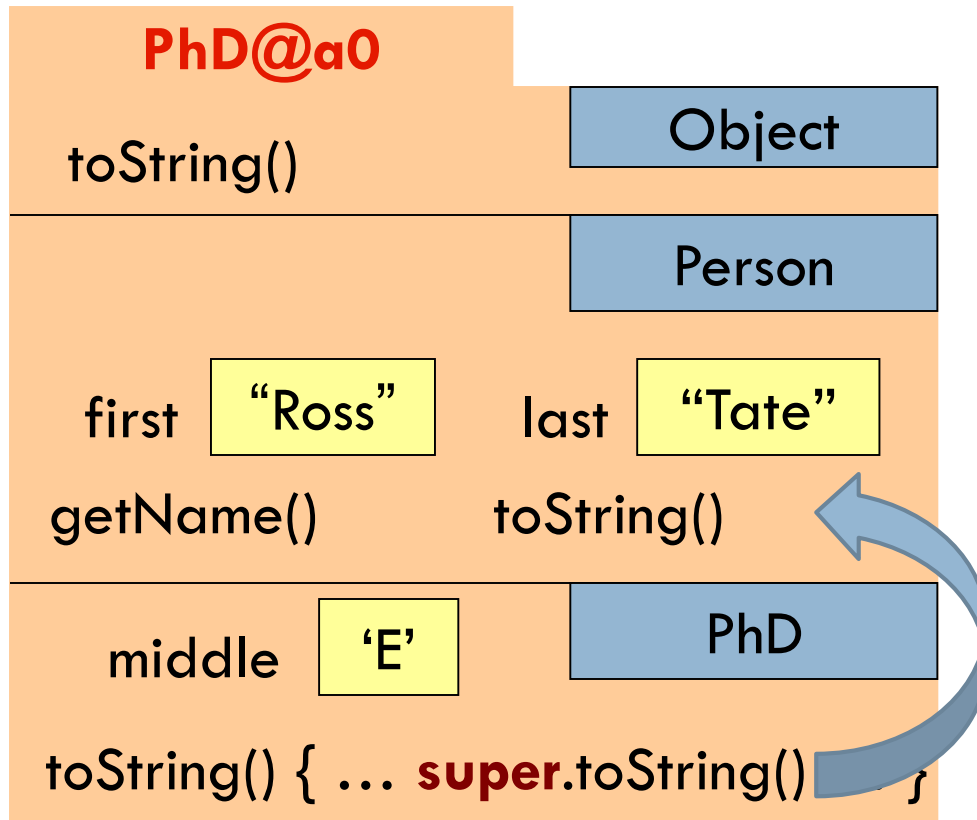 PhD@a0
Object
toString()
Person
first “Ross” last “Tate”
getName() toString()
middle ‘E’ PhD
toString() { … super.toString() }